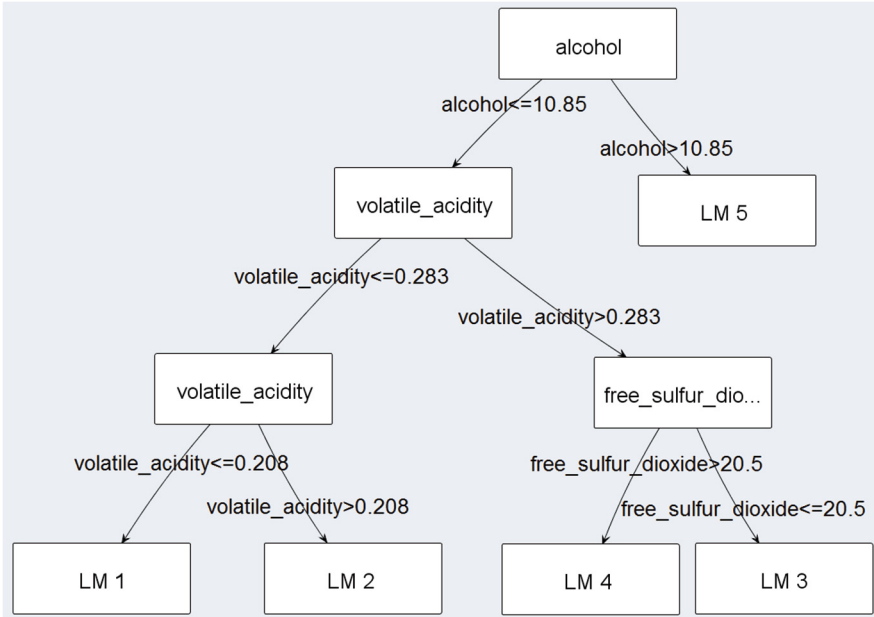 alcohol
alcohol<=10.85
alcohol>10.85
volatile_acidity
LM 5
volatile_acidity<=0.283
volatile_acidity>0.283
volatile_acidity
free_sulfur_dio...
volatile_acidity<=0.208
free_sulfur_dioxide>20.5
volatile_acidity>0.208
free_sulfur_dioxide<=20.5
LM 1
LM 2
LM 4
LM 3